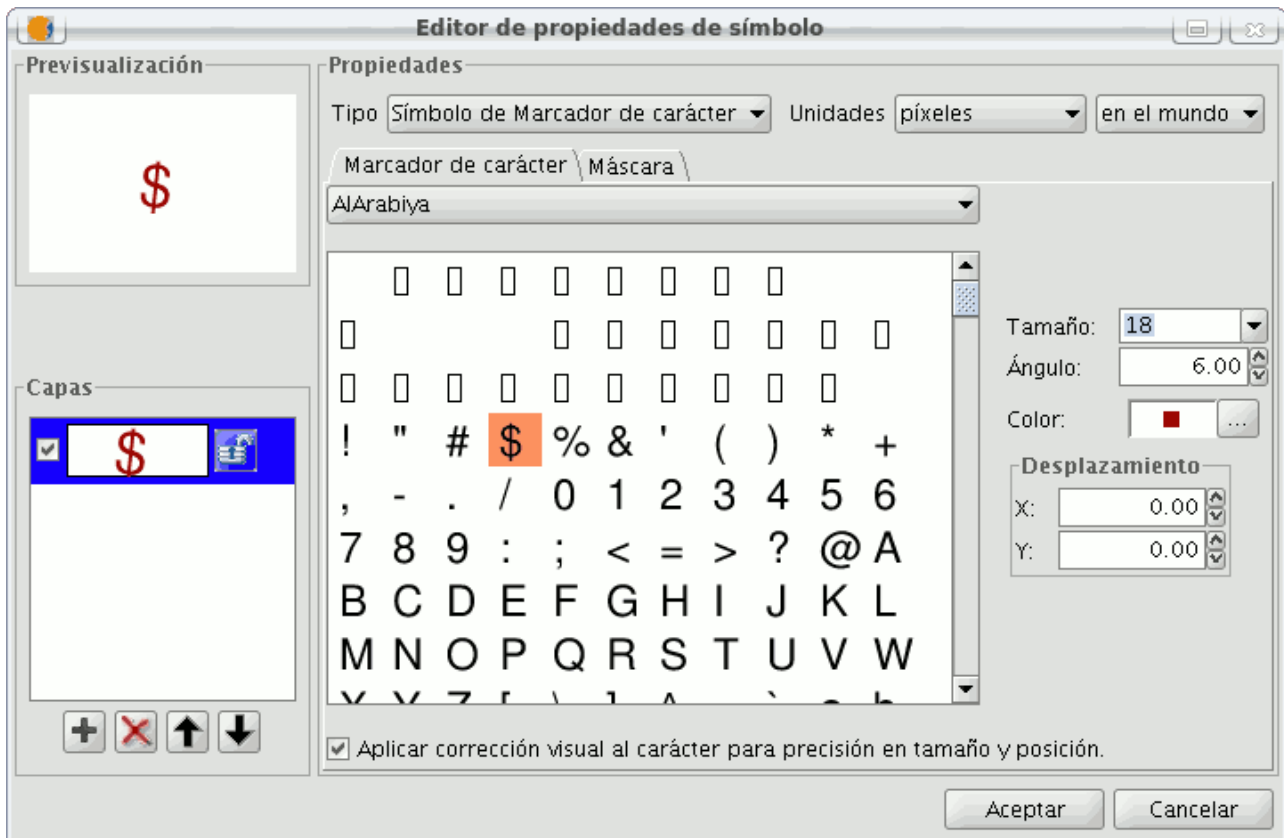 Editor de propiedades de símbolo
Previsualización
$
Capas
$
Propiedades
Tipo Símbolo de Marcador de carácter Unidades píxeles en el mundo
Marcador de carácter Máscara
AlArabiya
! " # $ % & ' ( ) * +
, - . / 0 1 2 3 4 5 6
7 8 9 : ; < = > ? @ A
B C D E F G H I J K L
M N O P Q R S T U V W
Tamaño: 18
Ángulo: 6.00
Color: ...
Desplazamiento
X: 0.00
Y: 0.00
Aplicar corrección visual al carácter para precisión en tamaño y posición.
Aceptar Cancelar